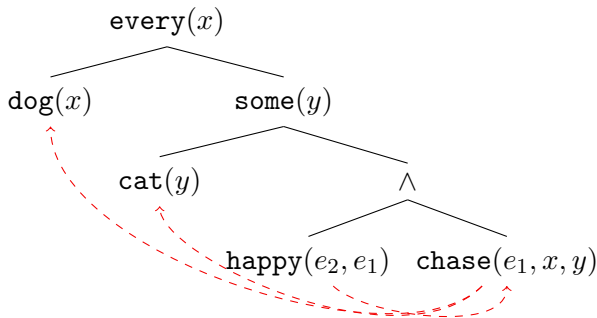 every(x)
dog(x) some(y)
cat(y) ∧
happy(e₂, e₁) chase(e₁, x, y)